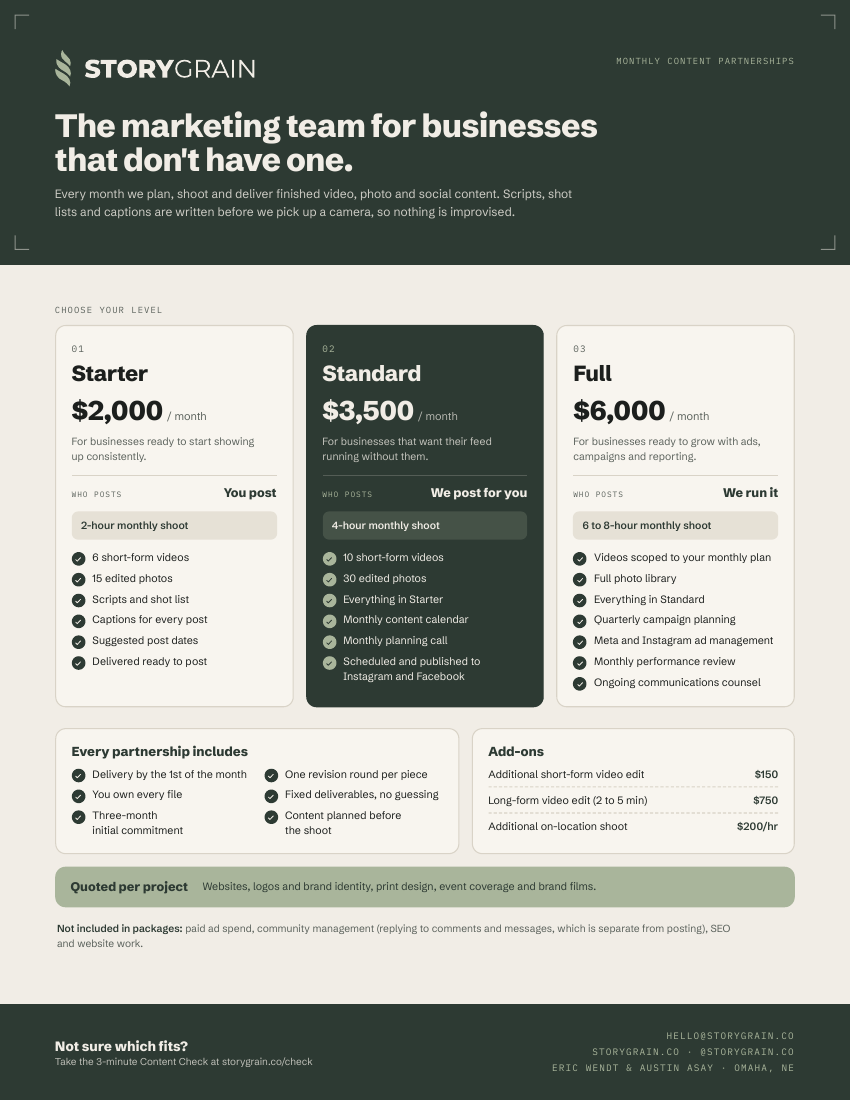 STORYGRAIN
MONTHLY CONTENT PARTNERSHIPS
The marketing team for businesses
that don't have one.
Every month we plan, shoot and deliver finished video, photo and social content. Scripts, shot
lists and captions are written before we pick up a camera, so nothing is improvised.
CHOOSE YOUR LEVEL
01
Starter
$2,000 / month
For businesses ready to start showing
up consistently.
WHO POSTS You post
2-hour monthly shoot
6 short-form videos
15 edited photos
Scripts and shot list
Captions for every post
Suggested post dates
Delivered ready to post
02
Standard
$3,500 / month
For businesses that want their feed
running without them.
WHO POSTS We post for you
4-hour monthly shoot
10 short-form videos
30 edited photos
Everything in Starter
Monthly content calendar
Monthly planning call
Scheduled and published to
Instagram and Facebook
03
Full
$6,000 / month
For businesses ready to grow with ads,
campaigns and reporting.
WHO POSTS We run it
6 to 8-hour monthly shoot
Videos scoped to your monthly plan
Full photo library
Everything in Standard
Quarterly campaign planning
Meta and Instagram ad management
Monthly performance review
Ongoing communications counsel
Every partnership includes
Delivery by the 1st of the month
You own every file
Three-month
initial commitment
One revision round per piece
Fixed deliverables, no guessing
Content planned before
the shoot
Add-ons
Additional short-form video edit $150
Long-form video edit (2 to 5 min) $750
Additional on-location shoot $200/hr
Quoted per project Websites, logos and brand identity, print design, event coverage and brand films.
Not included in packages: paid ad spend, community management (replying to comments and messages, which is separate from posting), SEO
and website work.
Not sure which fits?
Take the 3-minute Content Check at storygrain.co/check
HELLO@STORYGRAIN.CO
STORYGRAIN.CO · @STORYGRAIN.CO
ERIC WENDT & AUSTIN ASAY · OMAHA, NE